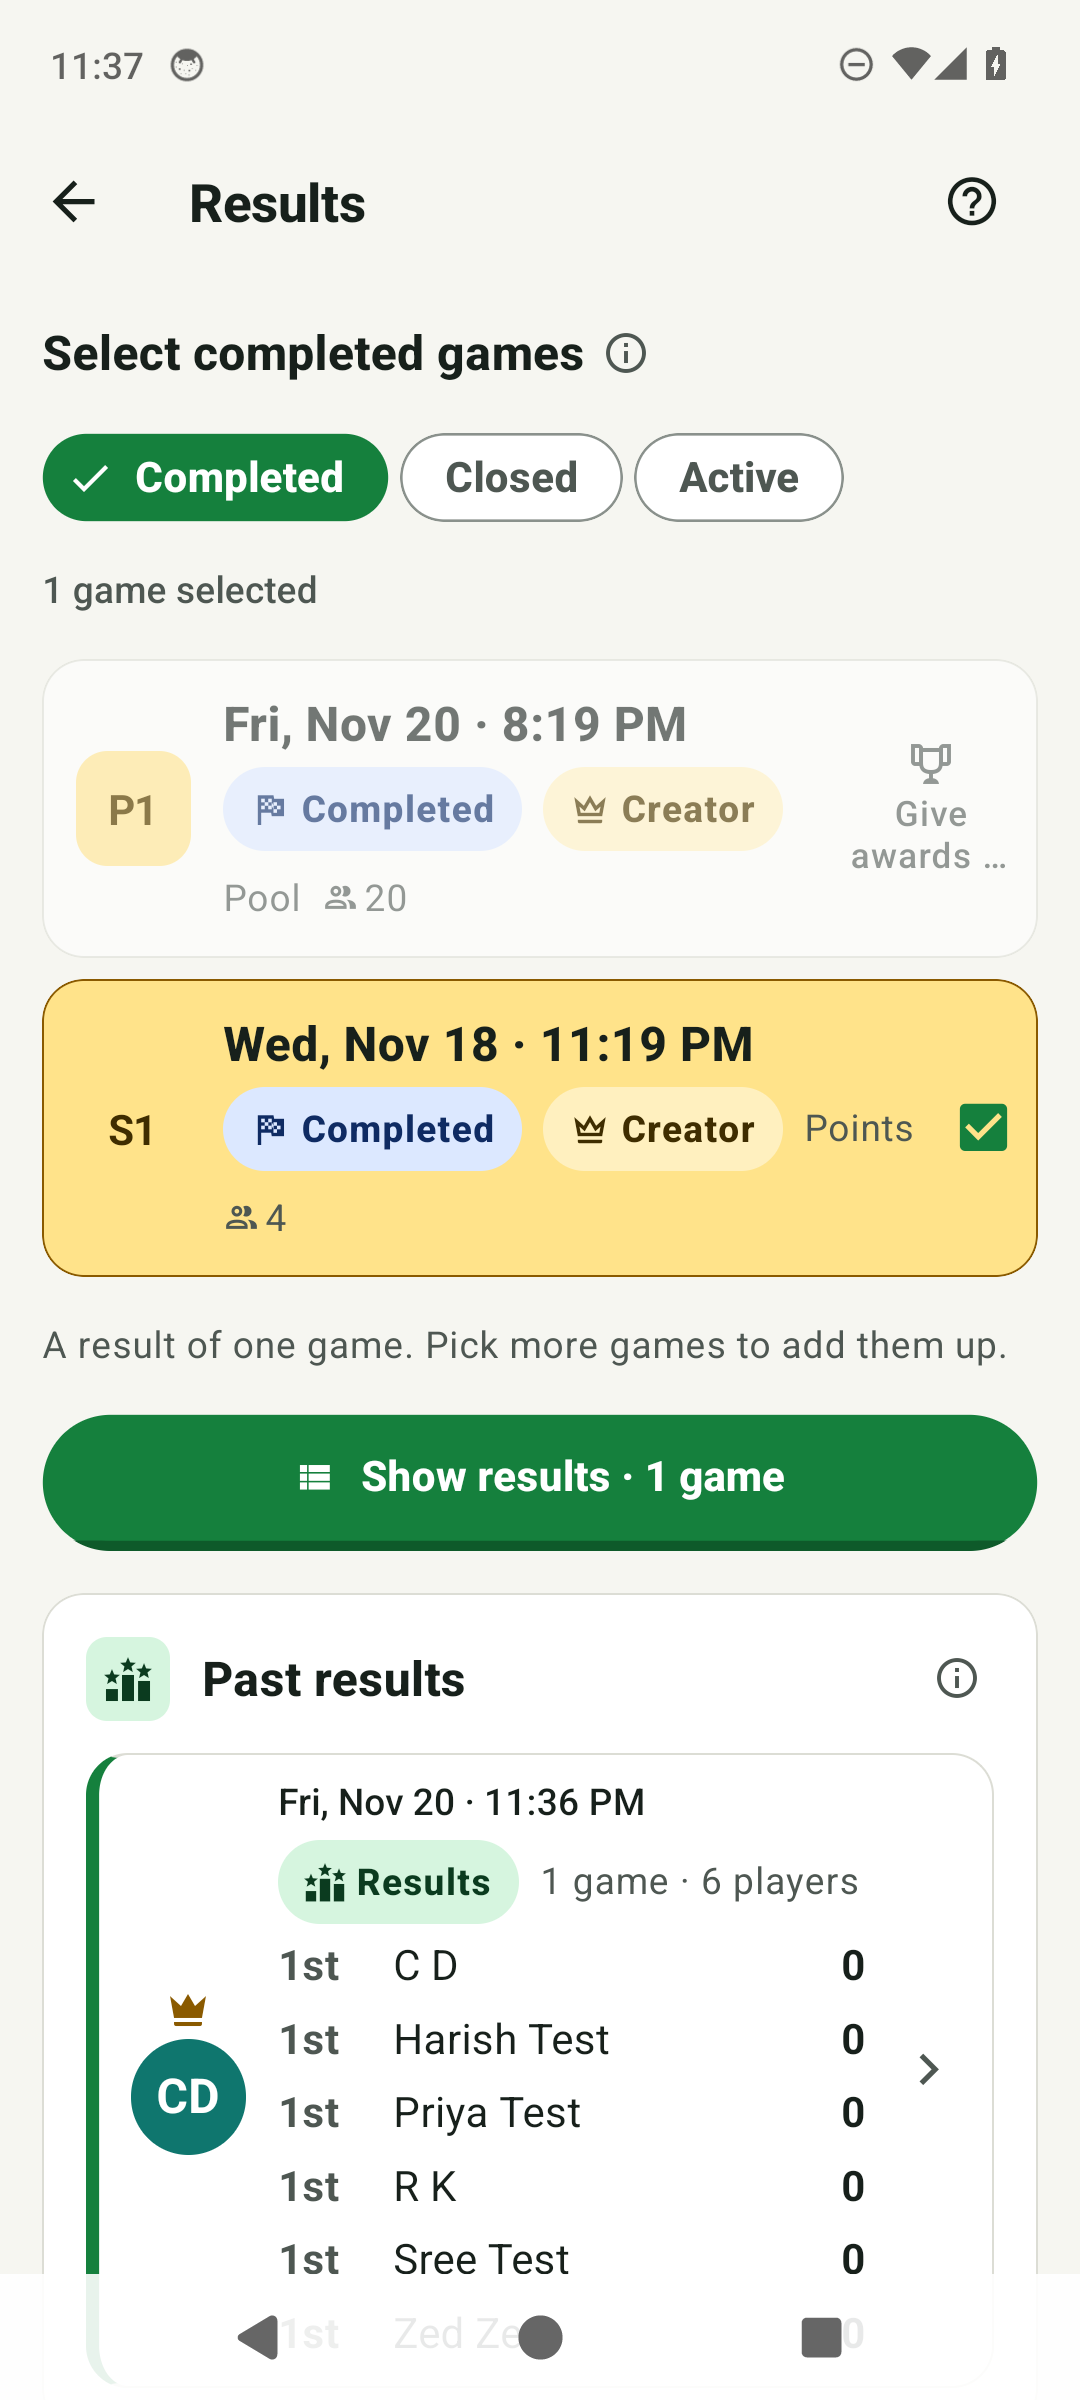 11:37
Results
Select completed games
Completed
Closed
Active
1 game selected
Fri, Nov 20 · 8:19 PM
P1
Completed
Creator
Give
awards ...
Pool
20
Wed, Nov 18 · 11:19 PM
S1
Completed
Creator
Points
4
A result of one game. Pick more games to add them up.
Show results · 1 game
Past results
Fri, Nov 20 · 11:36 PM
Results
1 game · 6 players
CD
1st C D 0
1st Harish Test 0
1st Priya Test 0
1st R K 0
1st Sree Test 0
1st Zed 0